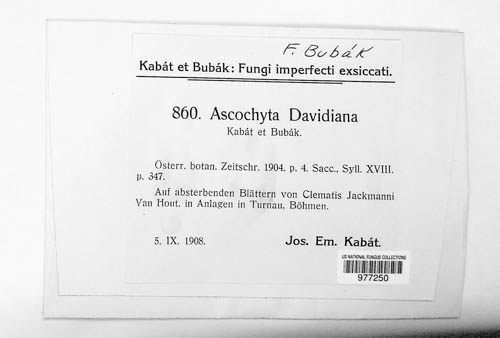 F. Bubák
Kabát et Bubák: Fungi imperfecti exsiccati.
860. Ascochyta Davidiana
Kabát et Bubák.
Österr. botan. Zeitschr. 1904. p. 4. Sacc., Syll. XVIII.
p. 347.
Auf absterbenden Blättern von Clematis Jackmanni
Van Hout. in Anlagen in Turnau, Böhmen.
5. IX. 1908.
Jos. Em. Kabát.
US NATIONAL FUNGUS COLLECTIONS
977250